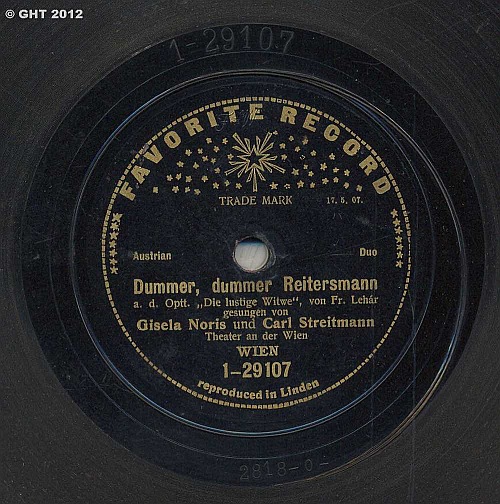 © GHT 2012
1-29107
FAVORITE RECORD
TRADE MARK 17. 5. 07.
Austrian Duo
Dummer, dummer Reitersmann
a. d. Optt. „Die lustige Witwe“, von Fr. Lehár
gesungen von
Gisela Noris und Carl Streitmann
Theater an der Wien
WIEN
1-29107
reproduced in Linden
2818-o-